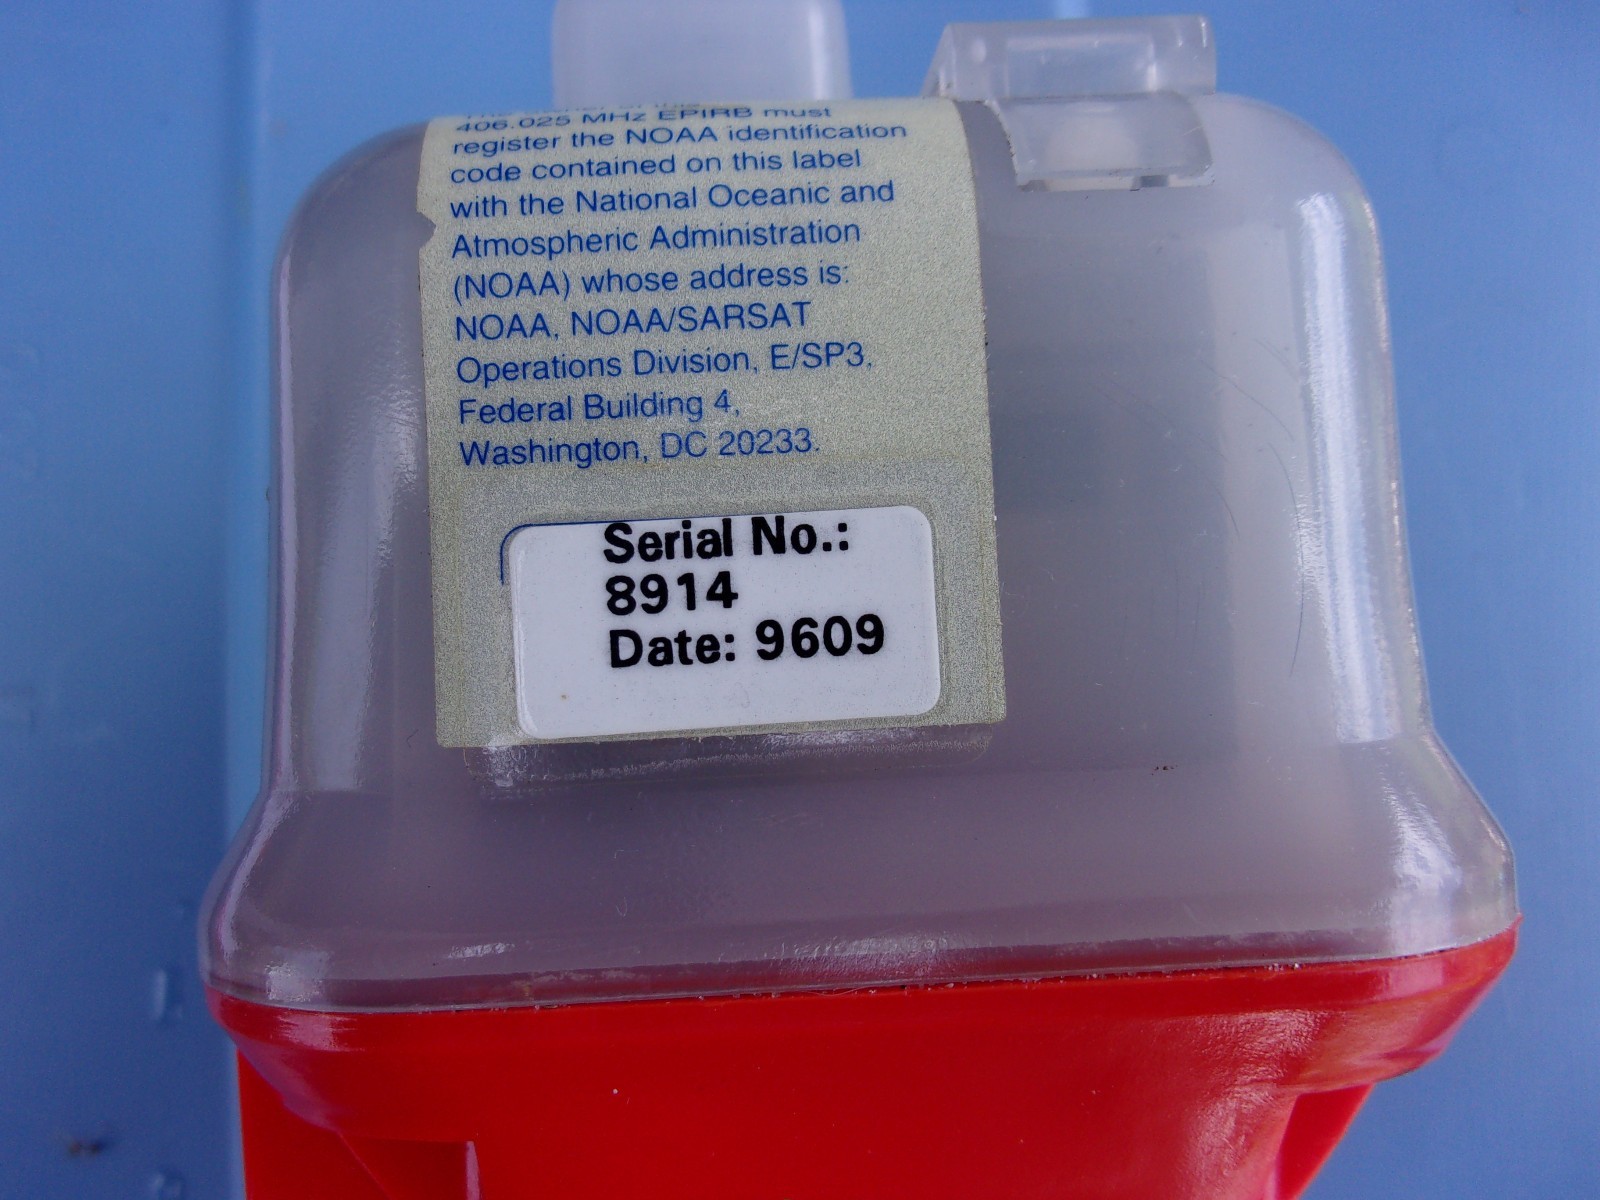 406.025 MHz EPIRB must
register the NOAA identification
code contained on this label
with the National Oceanic and
Atmospheric Administration
(NOAA) whose address is:
NOAA, NOAA/SARSAT
Operations Division, E/SP3,
Federal Building 4,
Washington, DC 20233.
Serial No.:
8914
Date: 9609